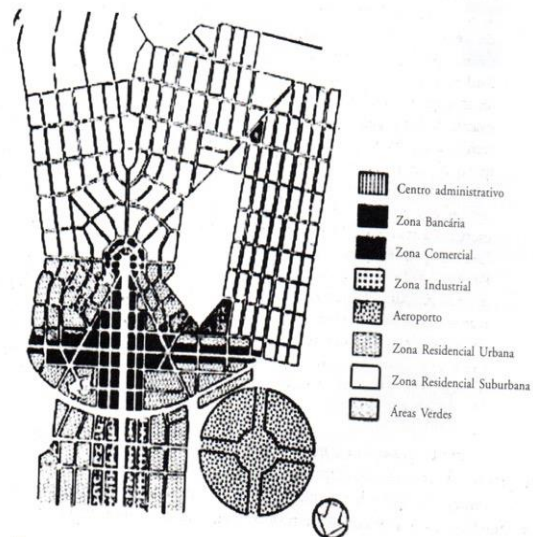 Centro administrativo
Zona Bancária
Zona Comercial
Zona Industrial
Aeroporto
Zona Residencial Urbana
Zona Residencial Suburbana
Áreas Verdes